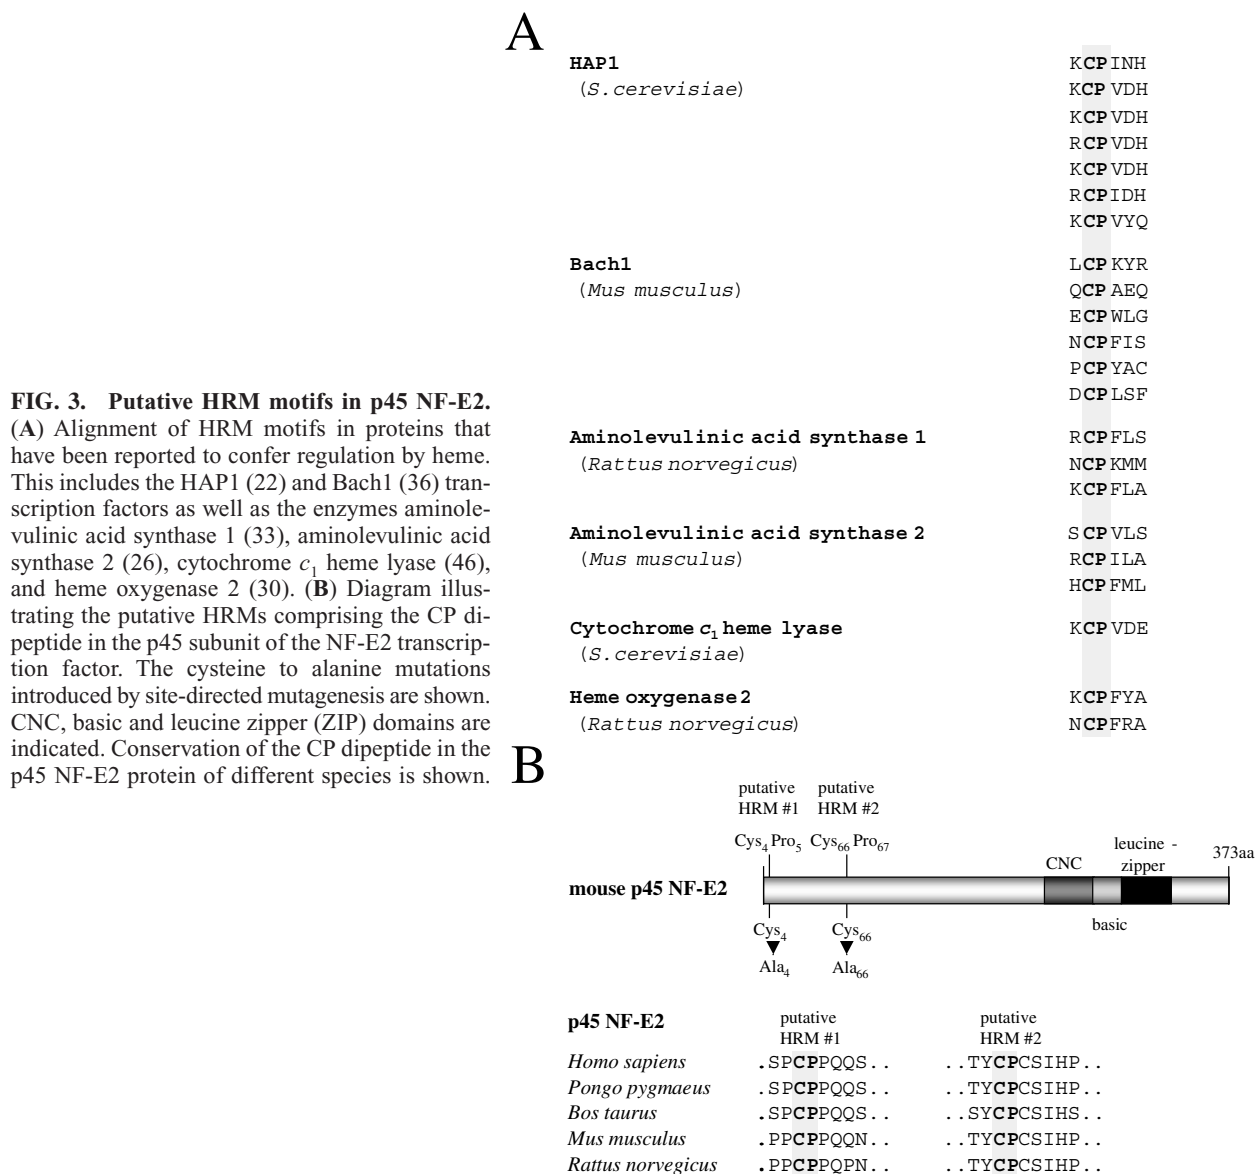 A
HAP1
(S.cerevisiae)
KCPINH
KCPVDH
KCPVDH
RCPVDH
KCPVDH
RCPIDH
KCPVYQ
Bach1
(Mus musculus)
LCPKYR
QCPAEQ
ECPWLG
NCPFIS
PCPYAC
DCPLSF
Aminolevulinic acid synthase 1
(Rattus norvegicus)
RCPFLS
NCPKMM
KCPFLA
Aminolevulinic acid synthase 2
(Mus musculus)
SCPVLS
RCPILA
HCPFML
Cytochrome c1 heme lyase
(S.cerevisiae)
KCPVDE
Heme oxygenase 2
(Rattus norvegicus)
KCPFYA
NCPFRA
FIG. 3. Putative HRM motifs in p45 NF-E2.
(A) Alignment of HRM motifs in proteins that
have been reported to confer regulation by heme.
This includes the HAP1 (22) and Bach1 (36) tran-
scription factors as well as the enzymes aminole-
vulinic acid synthase 1 (33), aminolevulinic acid
synthase 2 (26), cytochrome c1 heme lyase (46),
and heme oxygenase 2 (30). (B) Diagram illus-
trating the putative HRMs comprising the CP di-
peptide in the p45 subunit of the NF-E2 transcrip-
tion factor. The cysteine to alanine mutations
introduced by site-directed mutagenesis are shown.
CNC, basic and leucine zipper (ZIP) domains are
indicated. Conservation of the CP dipeptide in the
p45 NF-E2 protein of different species is shown.
B
putative putative
HRM #1 HRM #2
Cys4 Pro5 Cys66 Pro67
leucine -
CNC zipper 373aa
mouse p45 NF-E2
basic
Cys4 Cys66
Ala4 Ala66
p45 NF-E2 putative putative
HRM #1 HRM #2
Homo sapiens .SPCPPQQS.. ..TYCPCSIHP..
Pongo pygmaeus .SPCPPQQS.. ..TYCPCSIHP..
Bos taurus .SPCPPQQS.. ..SYCPCSIHS..
Mus musculus .PPCPPQQN.. ..TYCPCSIHP..
Rattus norvegicus .PPCPPQPN.. ..TYCPCSIHP..